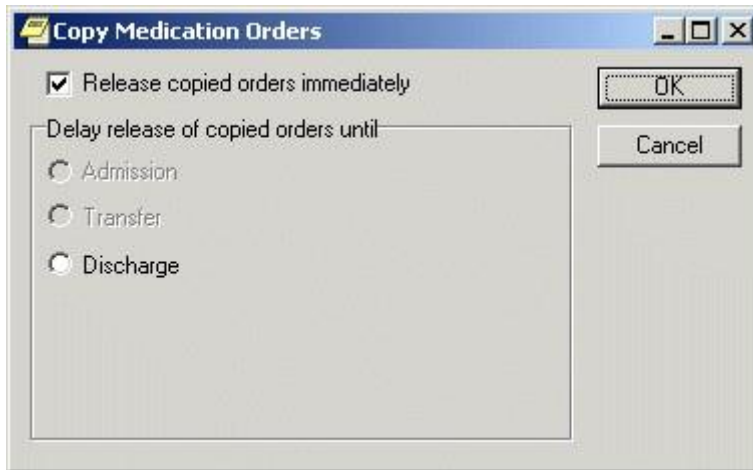 Copy Medication Orders
Release copied orders immediately
OK
Delay release of copied orders until
Cancel
Admission
Transfer
Discharge